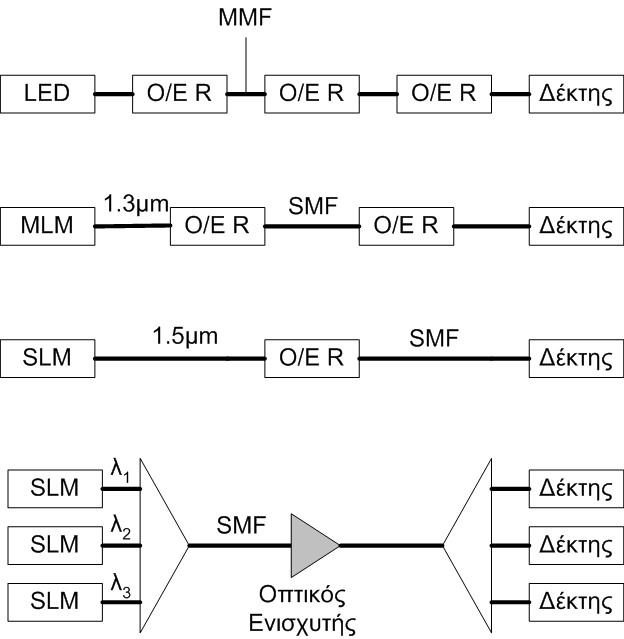 MMF
LED O/E R O/E R O/E R Δέκτης
1.3μm SMF
MLM O/E R O/E R Δέκτης
1.5μm SMF
SLM O/E R Δέκτης
λ1
SLM Δέκτης
λ2 SMF
SLM Δέκτης
λ3
SLM Δέκτης
Οπτικός
Ενισχυτής